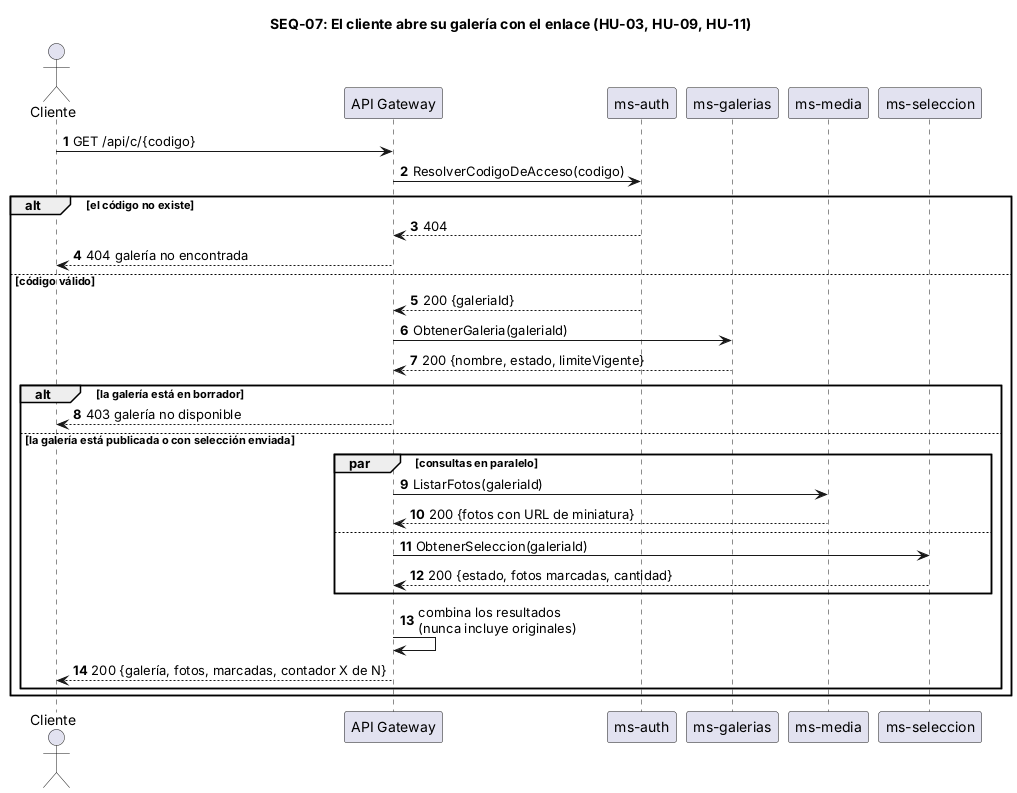 SEQ-07: El cliente abre su galería con el enlace (HU-03, HU-09, HU-11)
Cliente
API Gateway
ms-auth
ms-galerias
ms-media
ms-seleccion
1 GET /api/c/{codigo}
2 ResolverCodigoDeAcceso(codigo)
alt [el código no existe]
3 404
4 404 galería no encontrada
[código válido]
5 200 {galeriaId}
6 ObtenerGaleria(galeriaId)
7 200 {nombre, estado, limiteVigente}
alt [la galería está en borrador]
8 403 galería no disponible
[la galería está publicada o con selección enviada]
par [consultas en paralelo]
9 ListarFotos(galeriaId)
10 200 {fotos con URL de miniatura}
11 ObtenerSeleccion(galeriaId)
12 200 {estado, fotos marcadas, cantidad}
13 combina los resultados
(nunca incluye originales)
14 200 {galería, fotos, marcadas, contador X de N}
Cliente
API Gateway
ms-auth
ms-galerias
ms-media
ms-seleccion